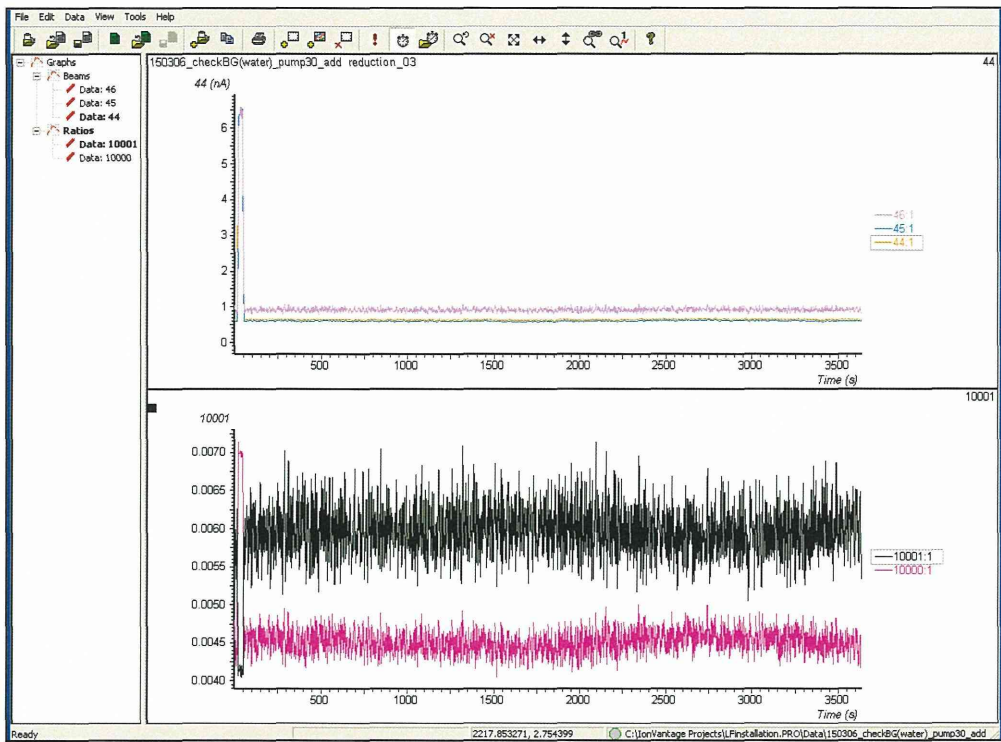 File Edit Data View Tools Help
Graphs
Beams
Data: 46
Data: 45
Data: 44
Ratios
Data: 10001
Data: 10000
150306_checkBG(water)_pump30_add reduction_03
44
44 (nA)
6
5
4
3
2
1
0
500 1000 1500 2000 2500 3000 3500
Time (s)
46:1
45:1
44:1
10001
10001
0.0070
0.0065
0.0060
0.0055
0.0050
0.0045
0.0040
500 1000 1500 2000 2500 3000 3500
Time (s)
10001:1
10000:1
Ready
2217.853271, 2.754399
C:\IonVantage Projects\LFinstallation.PRO\Data\150306_checkBG(water)_pump30_add